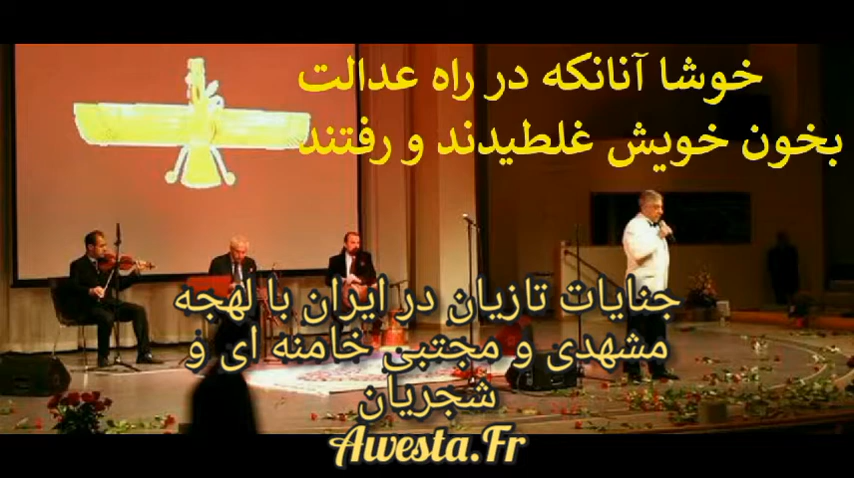 خوشا آنانکه در راه عدالت
بخون خویش غلطیدند و رفتند
جنایات تازیان در ایران با لهجه
مشهدی و مجتبی خامنه ای و
شجریان
Awesta.Fr